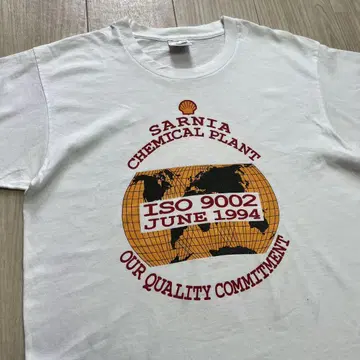 SARNIA
CHEMICAL PLANT
ISO 9002
JUNE 1994
OUR QUALITY COMMITMENT